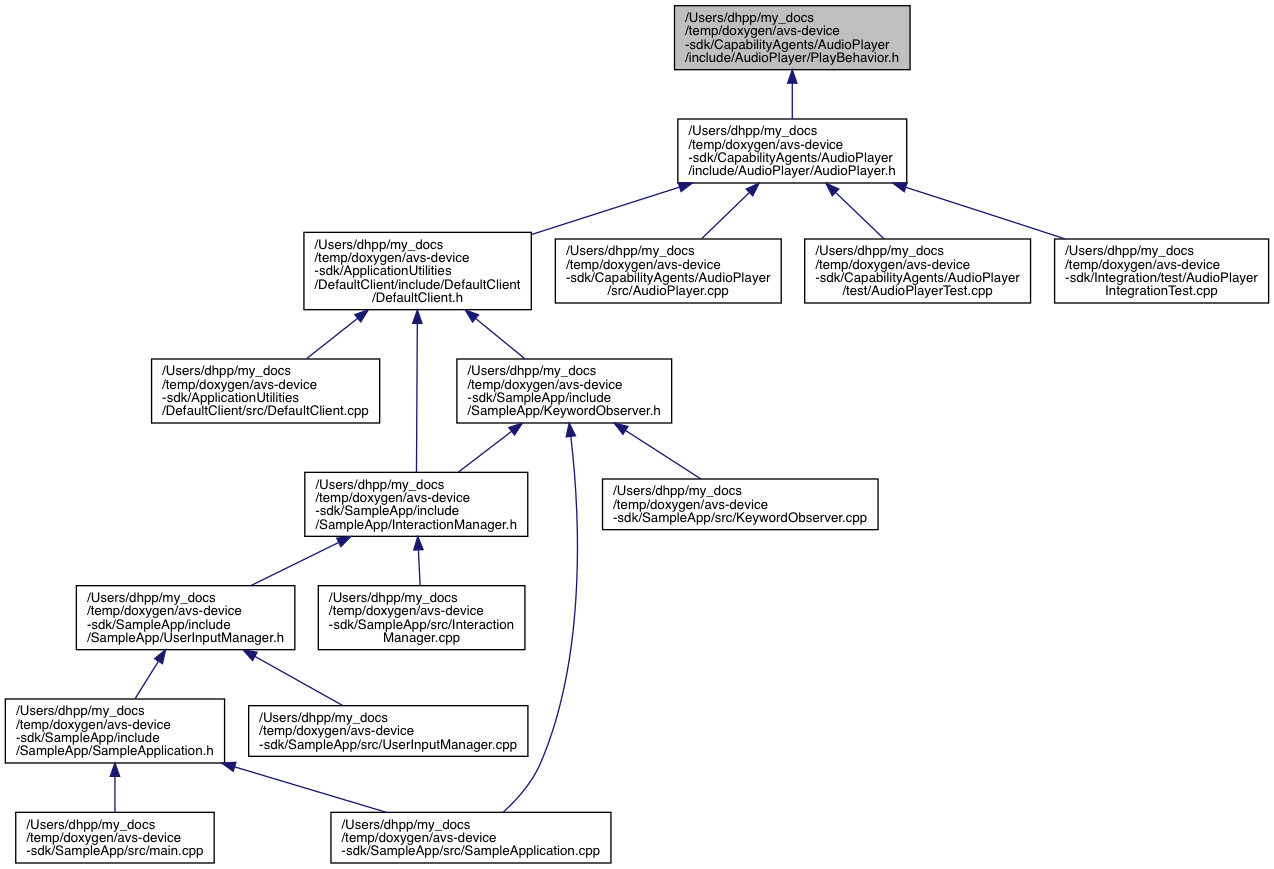 /Users/dhpp/my_docs
/temp/doxygen/avs-device
-sdk/CapabilityAgents/AudioPlayer
/include/AudioPlayer/PlayBehavior.h
/Users/dhpp/my_docs
/temp/doxygen/avs-device
-sdk/CapabilityAgents/AudioPlayer
/include/AudioPlayer/AudioPlayer.h
/Users/dhpp/my_docs
/temp/doxygen/avs-device
-sdk/ApplicationUtilities
/DefaultClient/include/DefaultClient
/DefaultClient.h
/Users/dhpp/my_docs
/temp/doxygen/avs-device
-sdk/CapabilityAgents/AudioPlayer
/src/AudioPlayer.cpp
/Users/dhpp/my_docs
/temp/doxygen/avs-device
-sdk/CapabilityAgents/AudioPlayer
/test/AudioPlayerTest.cpp
/Users/dhpp/my_docs
/temp/doxygen/avs-device
-sdk/Integration/test/AudioPlayer
IntegrationTest.cpp
/Users/dhpp/my_docs
/temp/doxygen/avs-device
-sdk/ApplicationUtilities
/DefaultClient/src/DefaultClient.cpp
/Users/dhpp/my_docs
/temp/doxygen/avs-device
-sdk/SampleApp/include
/SampleApp/KeywordObserver.h
/Users/dhpp/my_docs
/temp/doxygen/avs-device
-sdk/SampleApp/include
/SampleApp/InteractionManager.h
/Users/dhpp/my_docs
/temp/doxygen/avs-device
-sdk/SampleApp/src/KeywordObserver.cpp
/Users/dhpp/my_docs
/temp/doxygen/avs-device
-sdk/SampleApp/include
/SampleApp/UserInputManager.h
/Users/dhpp/my_docs
/temp/doxygen/avs-device
-sdk/SampleApp/src/Interaction
Manager.cpp
/Users/dhpp/my_docs
/temp/doxygen/avs-device
-sdk/SampleApp/include
/SampleApp/SampleApplication.h
/Users/dhpp/my_docs
/temp/doxygen/avs-device
-sdk/SampleApp/src/UserInputManager.cpp
/Users/dhpp/my_docs
/temp/doxygen/avs-device
-sdk/SampleApp/src/main.cpp
/Users/dhpp/my_docs
/temp/doxygen/avs-device
-sdk/SampleApp/src/SampleApplication.cpp